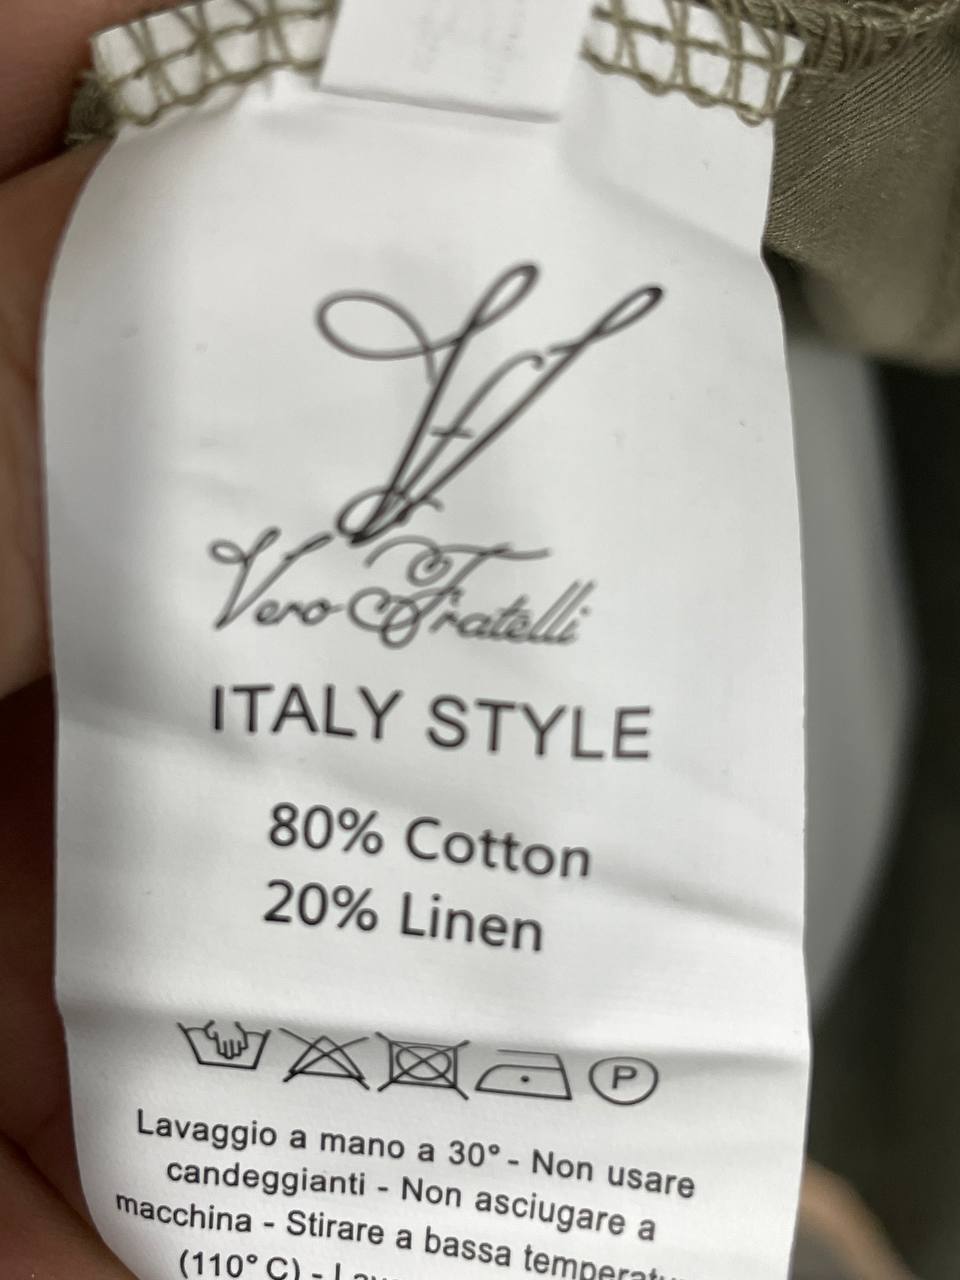 Vero Fratelli
ITALY STYLE
80% Cotton
20% Linen
P
Lavaggio a mano a 30° - Non usare
candeggianti - Non asciugare a
macchina - Stirare a bassa
(110° C) -